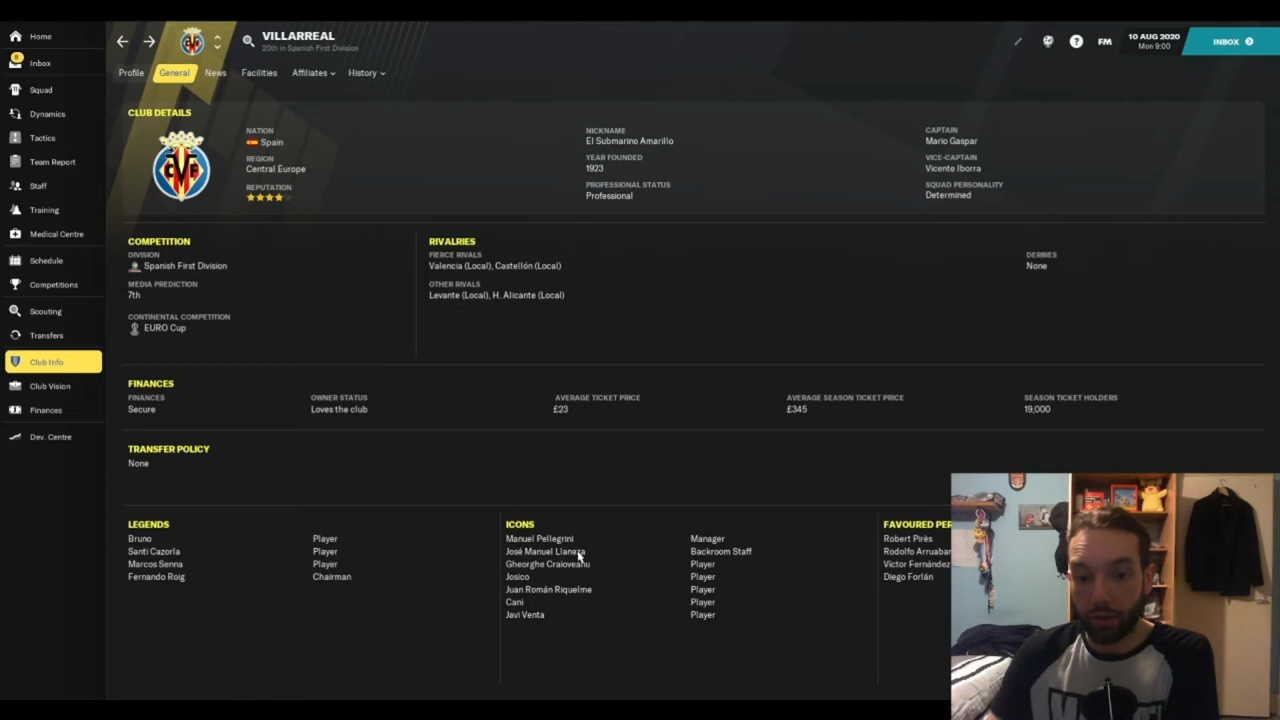 Home
Inbox
Squad
Dynamics
Tactics
Team Report
Staff
Training
Medical Centre
Schedule
Competitions
Scouting
Transfers
Club Info
Club Vision
Finances
Dev. Centre
VILLARREAL
20th in Spanish First Division
FM
10 AUG 2020
Mon 9:00
INBOX
Profile General News Facilities Affiliates History
CLUB DETAILS
NATION
Spain
REGION
Central Europe
REPUTATION
NICKNAME
El Submarino Amarillo
YEAR FOUNDED
1923
PROFESSIONAL STATUS
Professional
CAPTAIN
Mario Gaspar
VICE-CAPTAIN
Vicente Iborra
SQUAD PERSONALITY
Determined
COMPETITION
DIVISION
Spanish First Division
MEDIA PREDICTION
7th
CONTINENTAL COMPETITION
EURO Cup
RIVALRIES
FIERCE RIVALS
Valencia (Local), Castellón (Local)
OTHER RIVALS
Levante (Local), H. Alicante (Local)
DERBIES
None
FINANCES
FINANCES
Secure
OWNER STATUS
Loves the club
AVERAGE TICKET PRICE
£23
AVERAGE SEASON TICKET PRICE
£345
SEASON TICKET HOLDERS
19,000
TRANSFER POLICY
None
LEGENDS
Bruno Player
Santi Cazorla Player
Marcos Senna Player
Fernando Roig Chairman
ICONS
Manuel Pellegrini Manager
José Manuel Llaneza Backroom Staff
Gheorghe Craioveanu Player
Josico Player
Juan Román Riquelme Player
Cani Player
Javi Venta Player
FAVOURED PER
Robert Pirès
Rodolfo Arruabar
Víctor Fernández
Diego Forlán